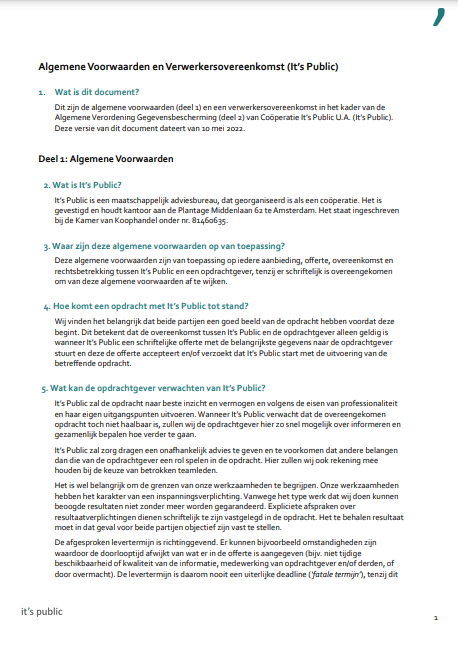 Algemene Voorwaarden en Verwerkersovereenkomst (It's Public)
1. Wat is dit document?
Dit zijn de algemene voorwaarden (deel 1) en een verwerkersovereenkomst in het kader van de
Algemene Verordening Gegevensbescherming (deel 2) van Coöperatie It's Public U.A. (It's Public).
Deze versie van dit document dateert van 10 mei 2022.
Deel 1: Algemene Voorwaarden
2. Wat is It's Public?
It's Public is een maatschappelijk adviesbureau, dat georganiseerd is als een coöperatie. Het is
gevestigd en houdt kantoor aan de Plantage Middenlaan 62 te Amsterdam. Het staat ingeschreven
bij de Kamer van Koophandel onder nr. 81460635.
3. Waar zijn deze algemene voorwaarden op van toepassing?
Deze algemene voorwaarden zijn van toepassing op iedere aanbieding, offerte, overeenkomst en
rechtsbetrekking tussen It's Public en een opdrachtgever, tenzij er schriftelijk is overeengekomen
om van deze algemene voorwaarden af te wijken.
4. Hoe komt een opdracht met It's Public tot stand?
Wij vinden het belangrijk dat beide partijen een goed beeld van de opdracht hebben voordat deze
begint. Dit betekent dat de overeenkomst tussen It's Public en de opdrachtgever alleen geldig is
wanneer It's Public een schriftelijke offerte met de belangrijkste gegevens naar de opdrachtgever
stuurt en deze de offerte accepteert en/of verzoekt dat It's Public start met de uitvoering van de
betreffende opdracht.
5. Wat kan de opdrachtgever verwachten van It's Public?
It's Public zal de opdracht naar beste inzicht en vermogen en volgens de eisen van professionaliteit
en haar eigen uitgangspunten uitvoeren. Wanneer It's Public verwacht dat de overeengekomen
opdracht toch niet haalbaar is, zullen wij de opdrachtgever hier zo snel mogelijk over informeren en
gezamenlijk bepalen hoe verder te gaan.
It's Public zal zorg dragen een onafhankelijk advies te geven en te voorkomen dat andere belangen
dan die van de opdrachtgever een rol spelen in de opdracht. Hier zullen wij ook rekening mee
houden bij de keuze van betrokken teamleden.
Het is wel belangrijk om de grenzen van onze werkzaamheden te begrijpen. Onze werkzaamheden
hebben het karakter van een inspanningsverplichting. Vanwege het type werk dat wij doen kunnen
beoogde resultaten niet zonder meer worden gegarandeerd. Expliciete afspraken over
resultaatverplichtingen dienen schriftelijk te zijn vastgelegd in de opdracht. Het te behalen resultaat
moet in dat geval voor beide partijen objectief zijn vast te stellen.
De afgesproken levertermijn is richtinggevend. Er kunnen bijvoorbeeld omstandigheden zijn
waardoor de doorlooptijd afwijkt van wat er in de offerte is aangegeven (bijv. niet tijdige
beschikbaarheid of kwaliteit van de informatie, medewerking van opdrachtgever en/of derden, of
door overmacht). De levertermijn is daarom nooit een uiterlijke deadline ('fatale termijn'), tenzij dit
it's public
1